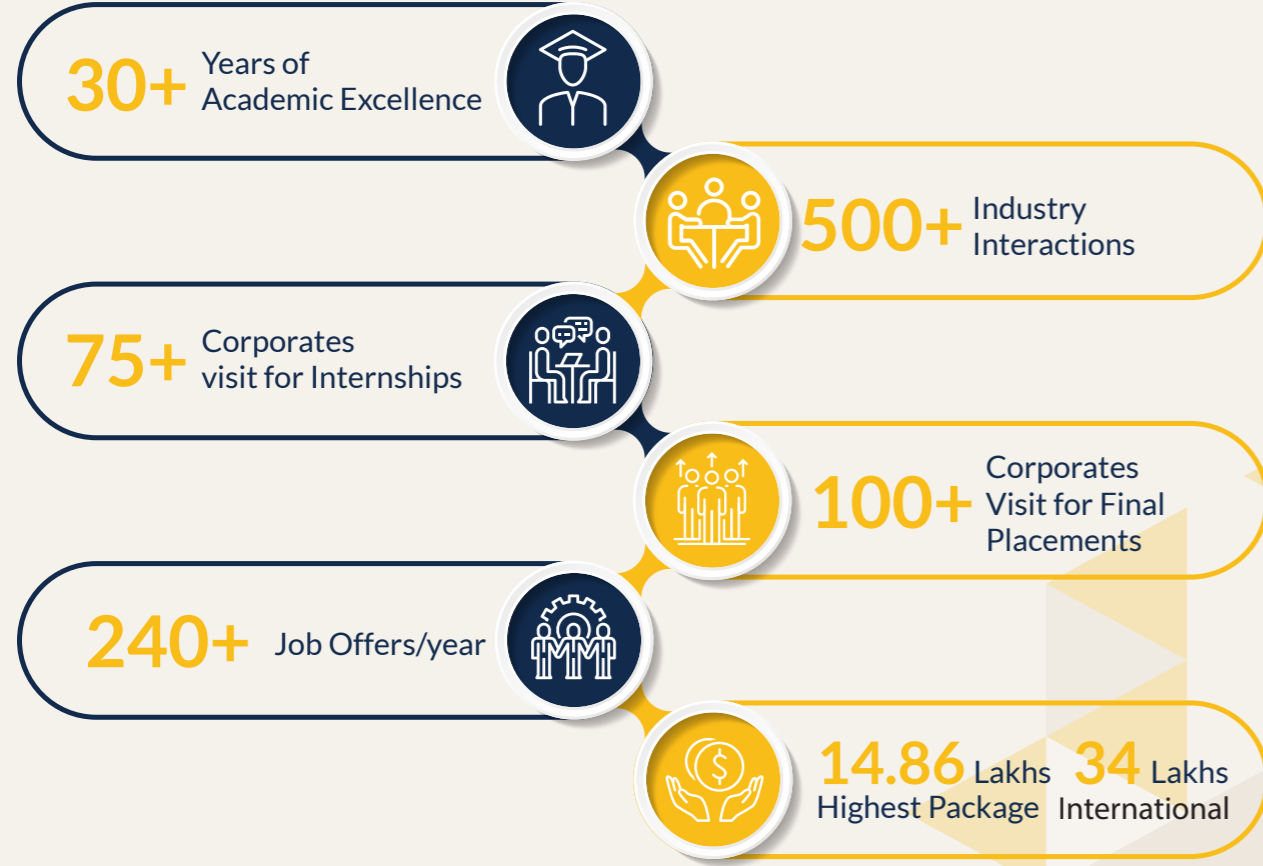 30+ Years of
Academic Excellence
500+ Industry
Interactions
75+ Corporates
visit for Internships
100+ Corporates
Visit for Final
Placements
240+ Job Offers/year
14.86 Lakhs 34 Lakhs
Highest Package International